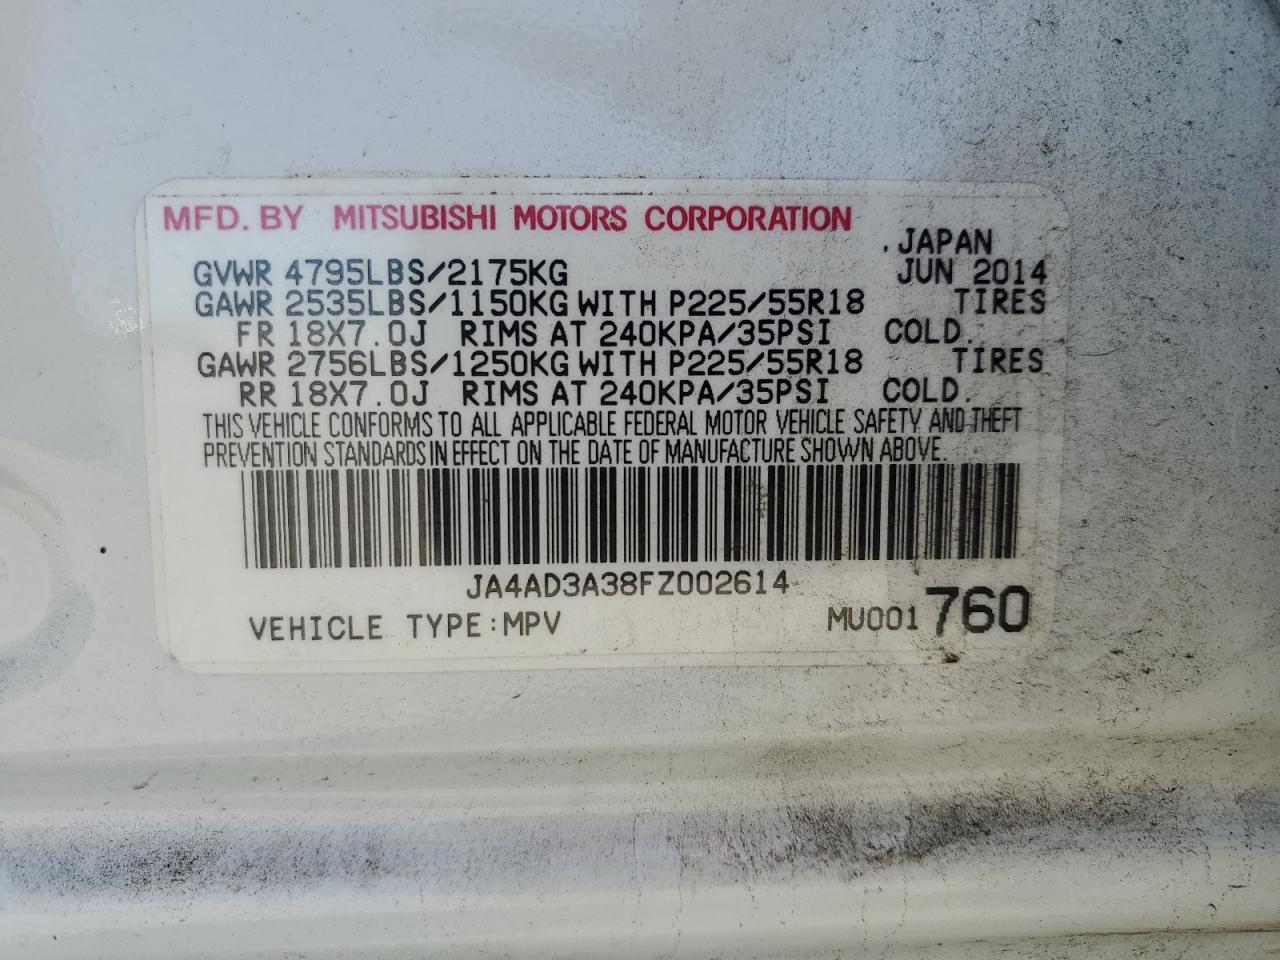 MFD. BY MITSUBISHI MOTORS CORPORATION
.JAPAN
GVWR 4795LBS/2175KG JUN 2014
GAWR 2535LBS/1150KG WITH P225/55R18 TIRES
FR 18X7.0J RIMS AT 240KPA/35PSI COLD.
GAWR 2756LBS/1250KG WITH P225/55R18 TIRES
RR 18X7.0J RIMS AT 240KPA/35PSI COLD.
THIS VEHICLE CONFORMS TO ALL APPLICABLE FEDERAL MOTOR VEHICLE SAFETY AND THEFT
PREVENTION STANDARDS IN EFFECT ON THE DATE OF MANUFACTURE SHOWN ABOVE.
JA4AD3A38FZ002614
VEHICLE TYPE:MPV MU001 760